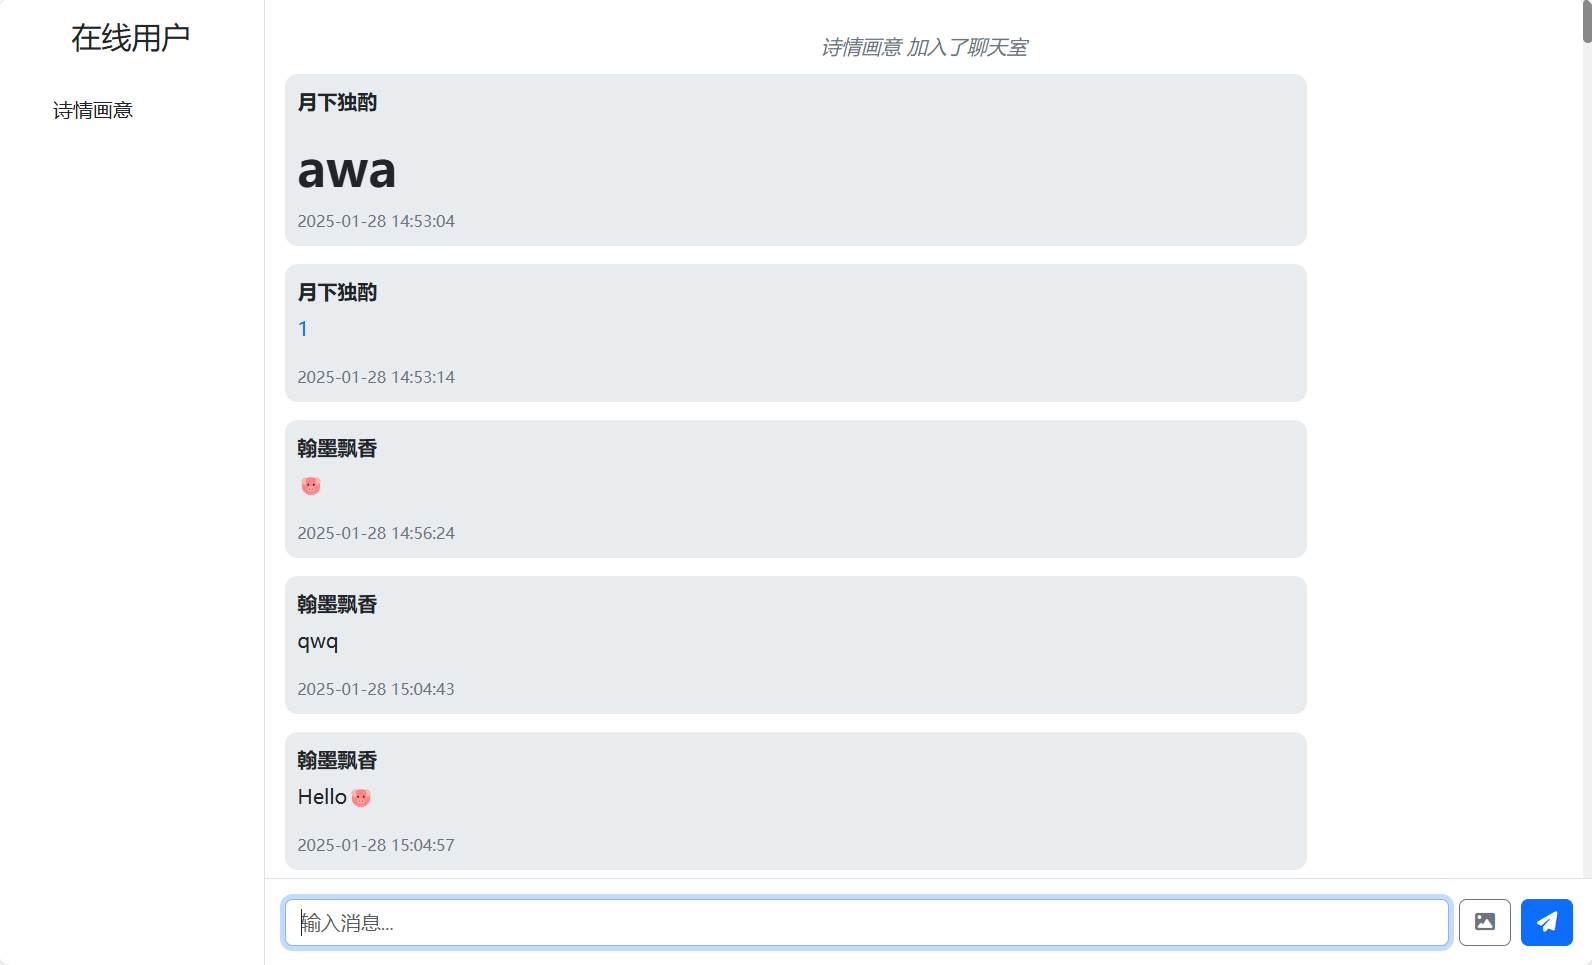 在线用户
诗情画意
诗情画意 加入了聊天室
月下独酌
awa
2025-01-28 14:53:04
月下独酌
1
2025-01-28 14:53:14
翰墨飘香
🐷
2025-01-28 14:56:24
翰墨飘香
qwq
2025-01-28 15:04:43
翰墨飘香
Hello🐷
2025-01-28 15:04:57
输入消息...